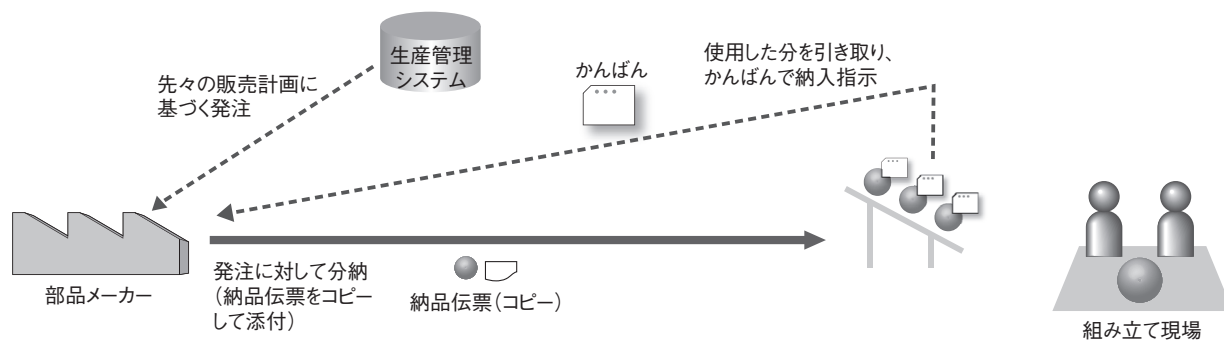 生産管理
システム
先々の販売計画に
基づく発注
かんばん
使用した分を引き取り、
かんばんで納入指示
部品メーカー
発注に対して分納
（納品伝票をコピー
して添付）
納品伝票（コピー）
組み立て現場